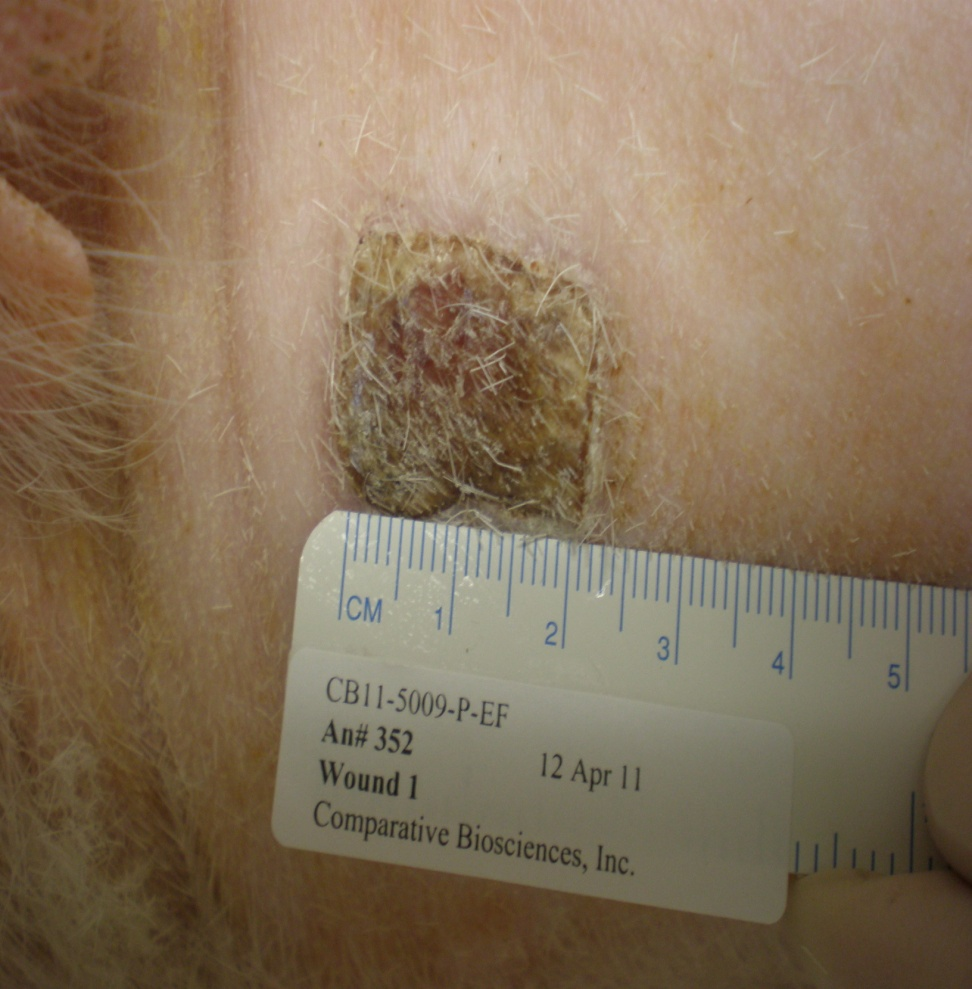 CM 1 2 3 4 5
CB11-5009-P-EF
An# 352
12 Apr 11
Wound 1
Comparative Biosciences, Inc.